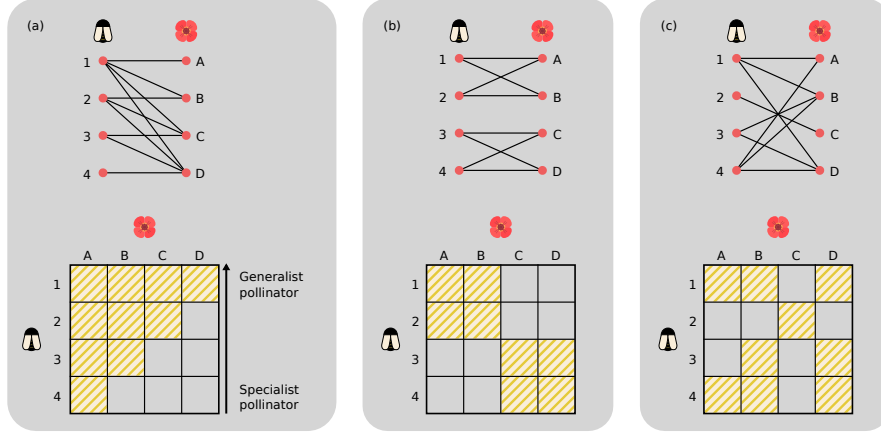 (a)
1 A
2 B
3 C
4 D
A B C D
1
2
3
4
Generalist
pollinator
Specialist
pollinator
(b)
1 A
2 B
3 C
4 D
A B C D
1
2
3
4
(c)
1 A
2 B
3 C
4 D
A B C D
1
2
3
4